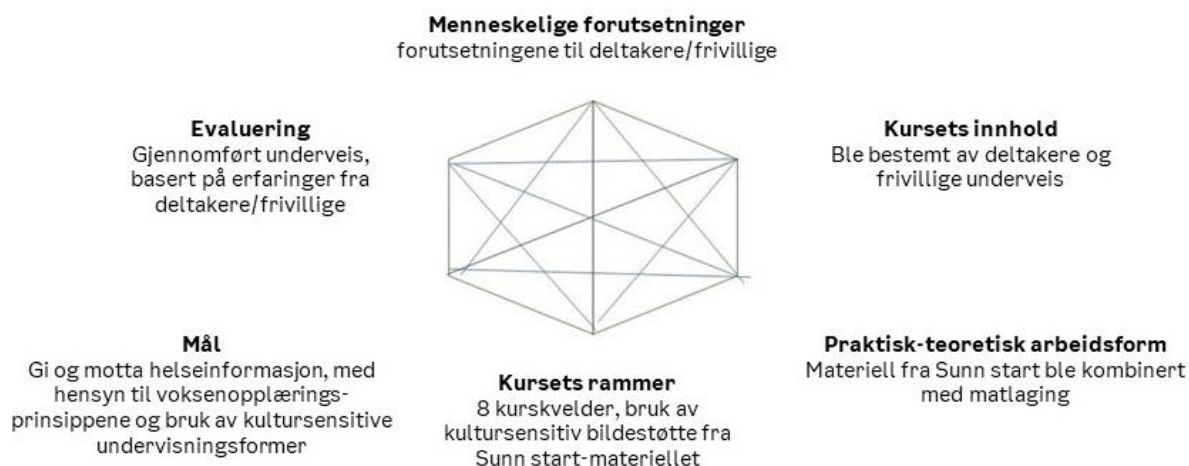 Menneskelige forutsetninger
forutsetningene til deltakere/frivillige
Evaluering
Gjennomført underveis,
basert på erfaringer fra
deltakere/frivillige
Kursets innhold
Ble bestemt av deltakere og
frivillige underveis
Mål
Gi og motta helseinformasjon, med
hensyn til voksenopplærings-
prinsippene og bruk av kultursensitive
undervisningsformer
Kursets rammer
8 kurskvelder, bruk av
kultursensitiv bildestøtte fra
Sunn start-materiellet
Praktisk-teoretisk arbeidsform
Materiell fra Sunn start ble kombinert
med matlaging